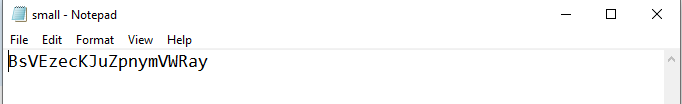 small - Notepad
File Edit Format View Help
BsVEzecKJuZpnymVWRay